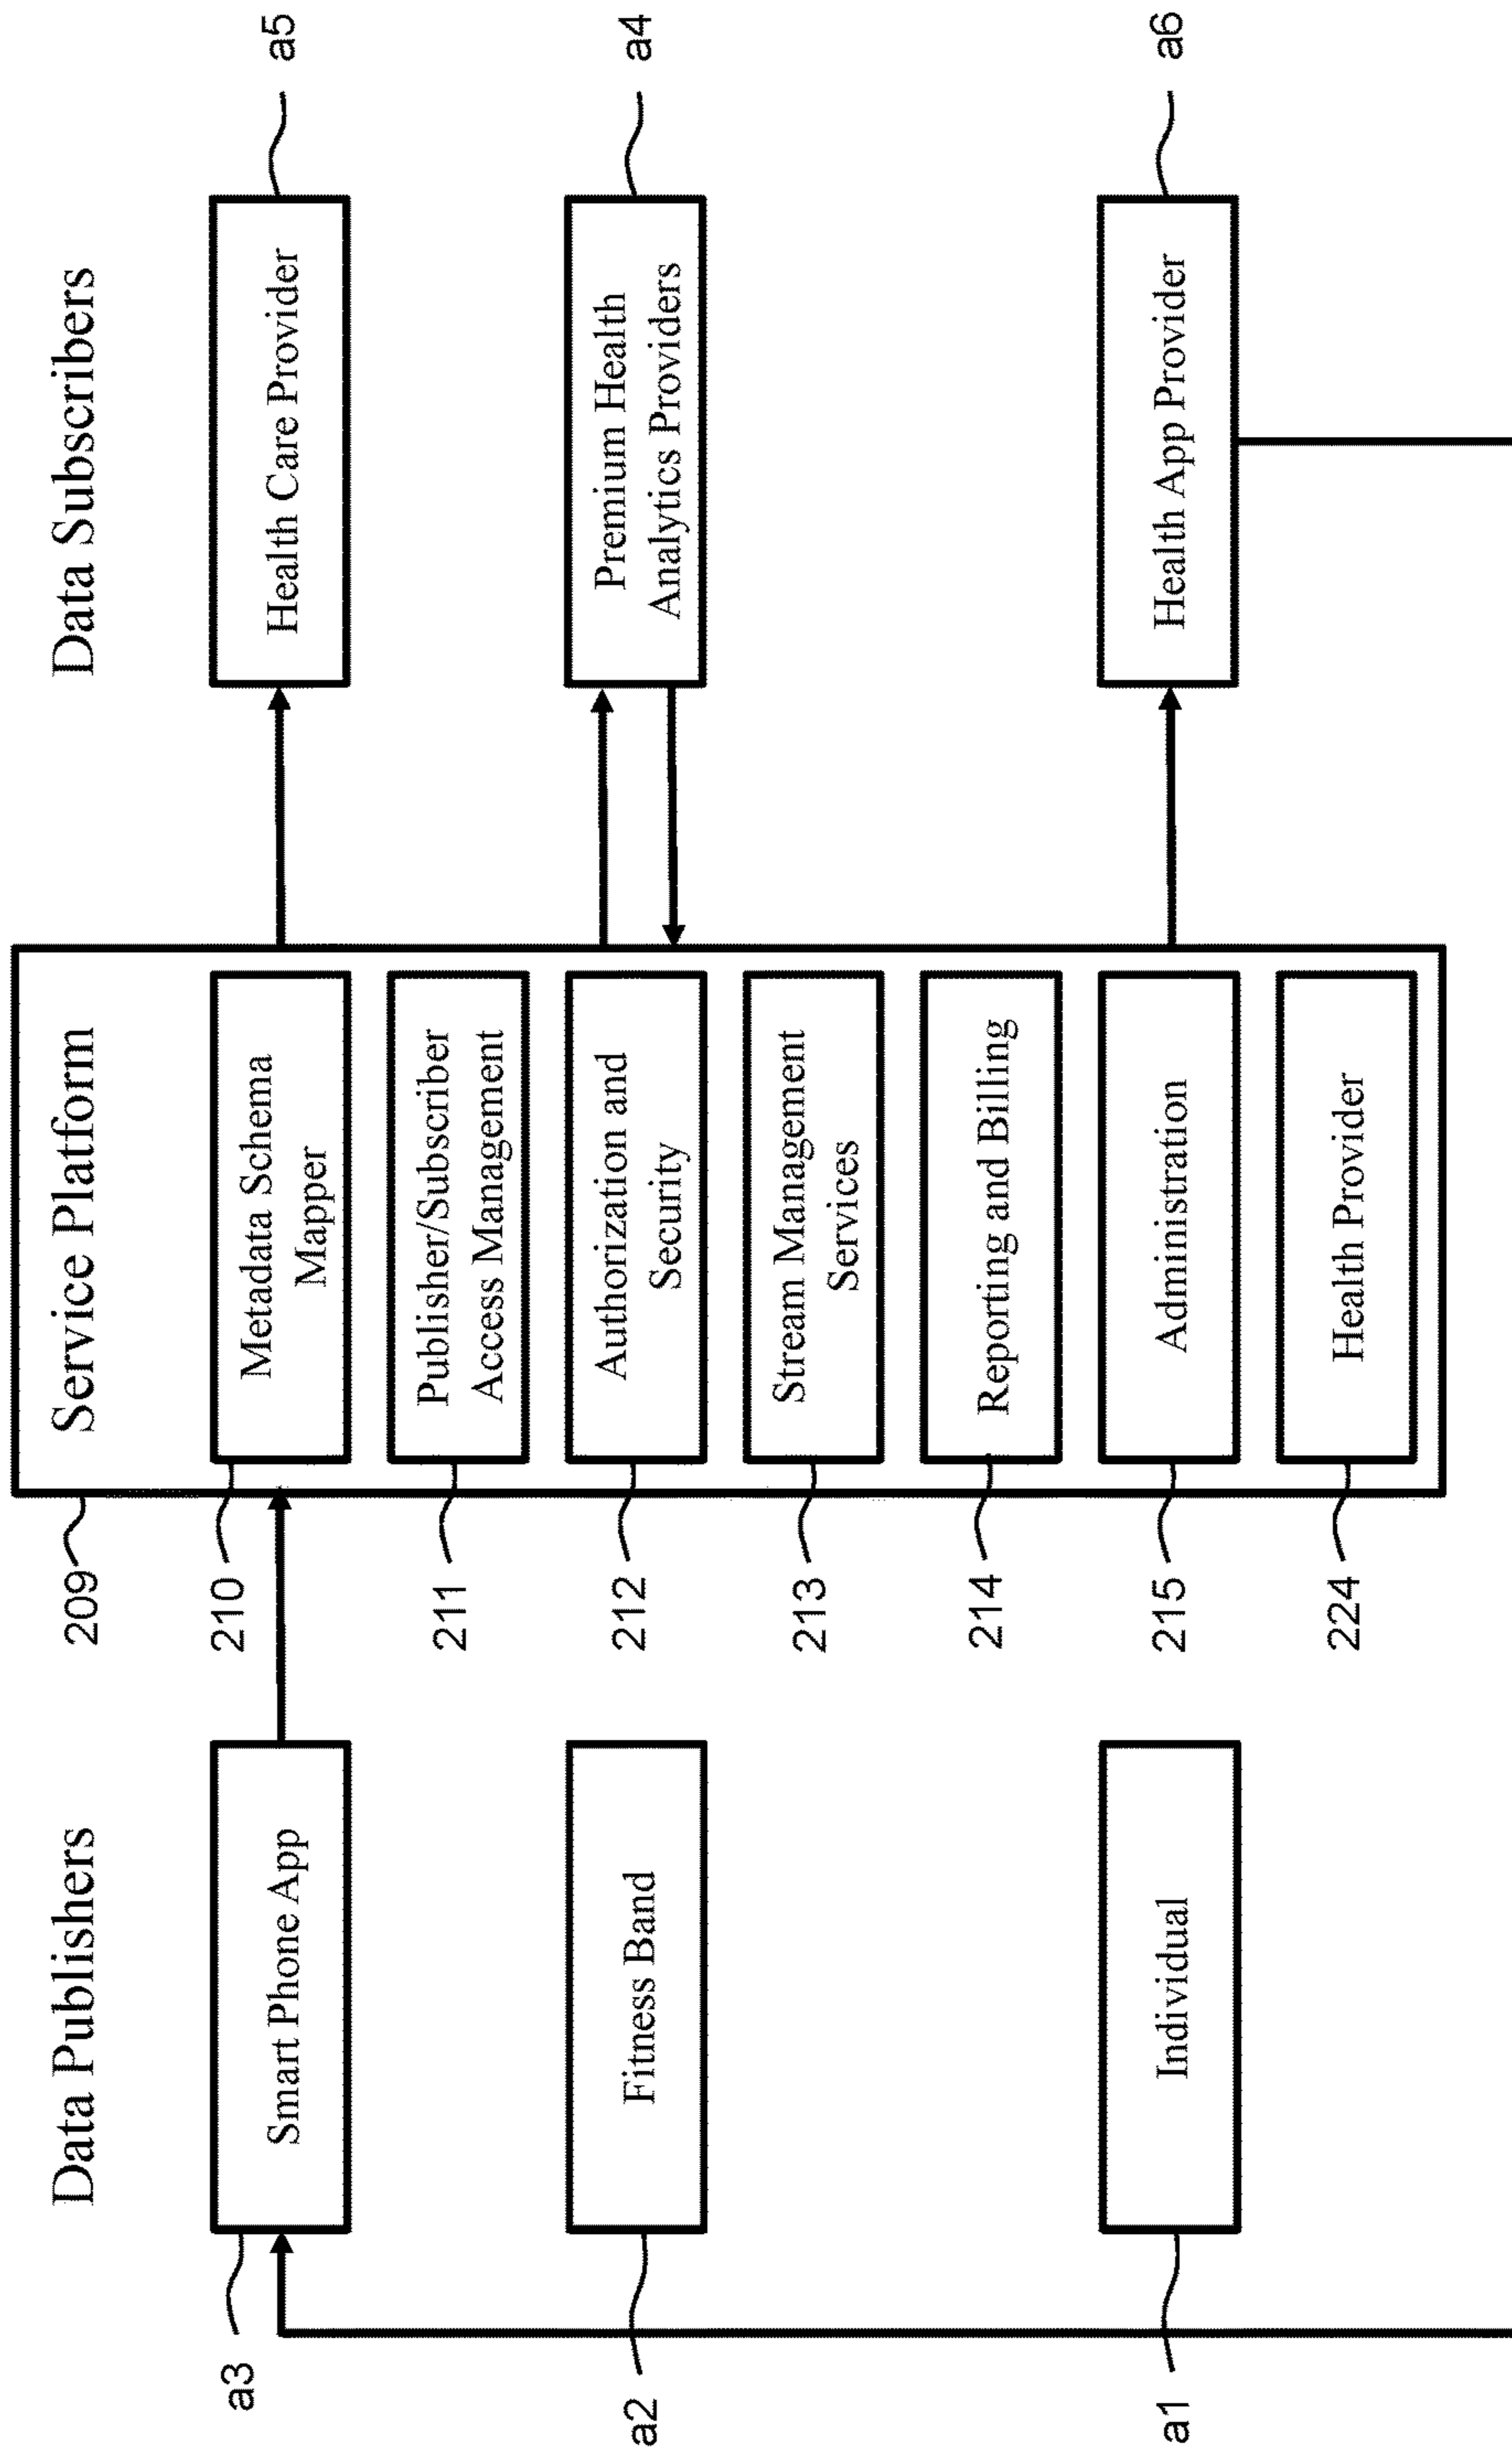 Data Publishers
Service Platform
Data Subscribers
a3
Smart Phone App
a2
Fitness Band
a1
Individual
209
210
Metadata Schema
Mapper
211
Publisher/Subscriber
Access Management
212
Authorization and
Security
213
Stream Management
Services
214
Reporting and Billing
215
Administration
224
Health Provider
Health Care Provider
a5
Premium Health
Analytics Providers
a4
Health App Provider
a6